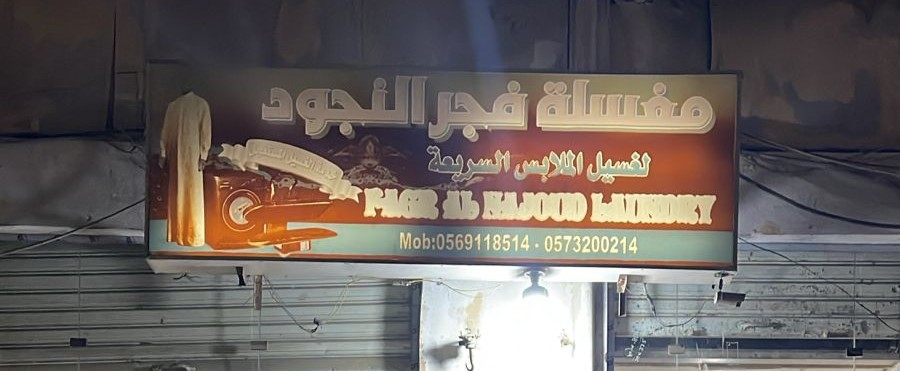 مغسلة فجر النجود
لغسيل الملابس السريعة
FAGR AL NAJOUD LAUNDRY
Mob:0569118514 - 0573200214